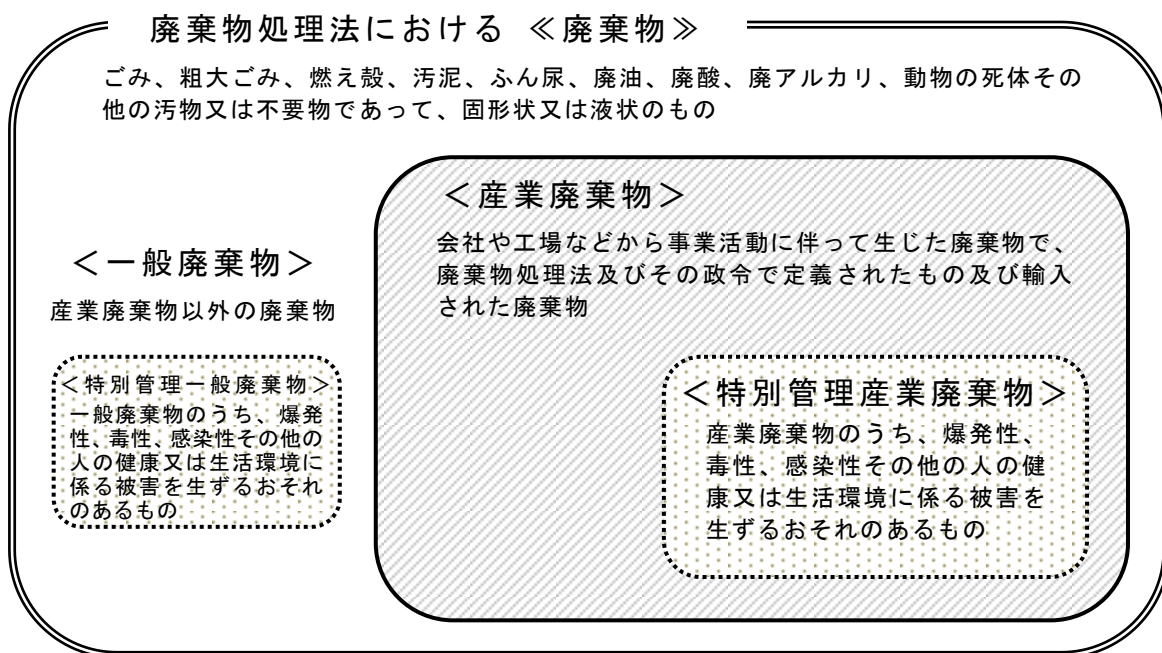 廃棄物処理法における ≪廃棄物≫
ごみ、粗大ごみ、燃え殻、汚泥、ふん尿、廃油、廃酸、廃アルカリ、動物の死体その
他の汚物又は不要物であって、固形状又は液状のもの
＜一般廃棄物＞
産業廃棄物以外の廃棄物
＜特別管理一般廃棄物＞
一般廃棄物のうち、爆発
性、毒性、感染性その他の
人の健康又は生活環境に
係る被害を生ずるおそれ
のあるもの
＜産業廃棄物＞
会社や工場などから事業活動に伴って生じた廃棄物で、
廃棄物処理法及びその政令で定義されたもの及び輸入
された廃棄物
＜特別管理産業廃棄物＞
産業廃棄物のうち、爆発性、
毒性、感染性その他の人の健
康又は生活環境に係る被害を
生ずるおそれのあるもの